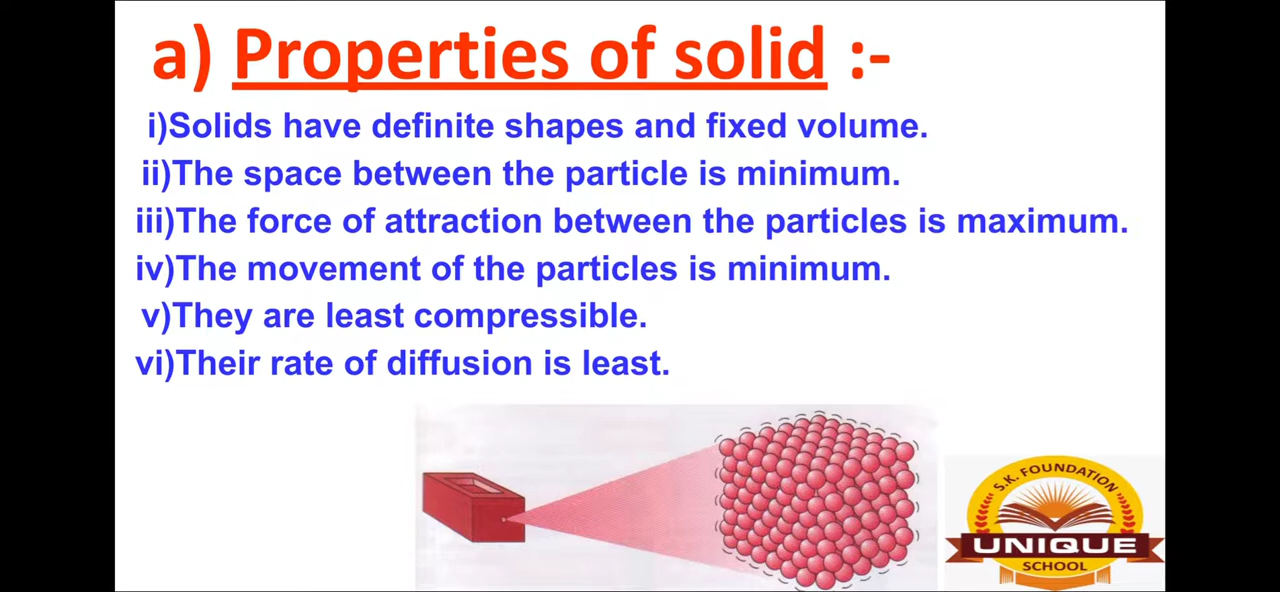 a) Properties of solid :-
i)Solids have definite shapes and fixed volume.
ii)The space between the particle is minimum.
iii)The force of attraction between the particles is maximum.
iv)The movement of the particles is minimum.
v)They are least compressible.
vi)Their rate of diffusion is least.
S.K. FOUNDATION
UNIQUE
SCHOOL